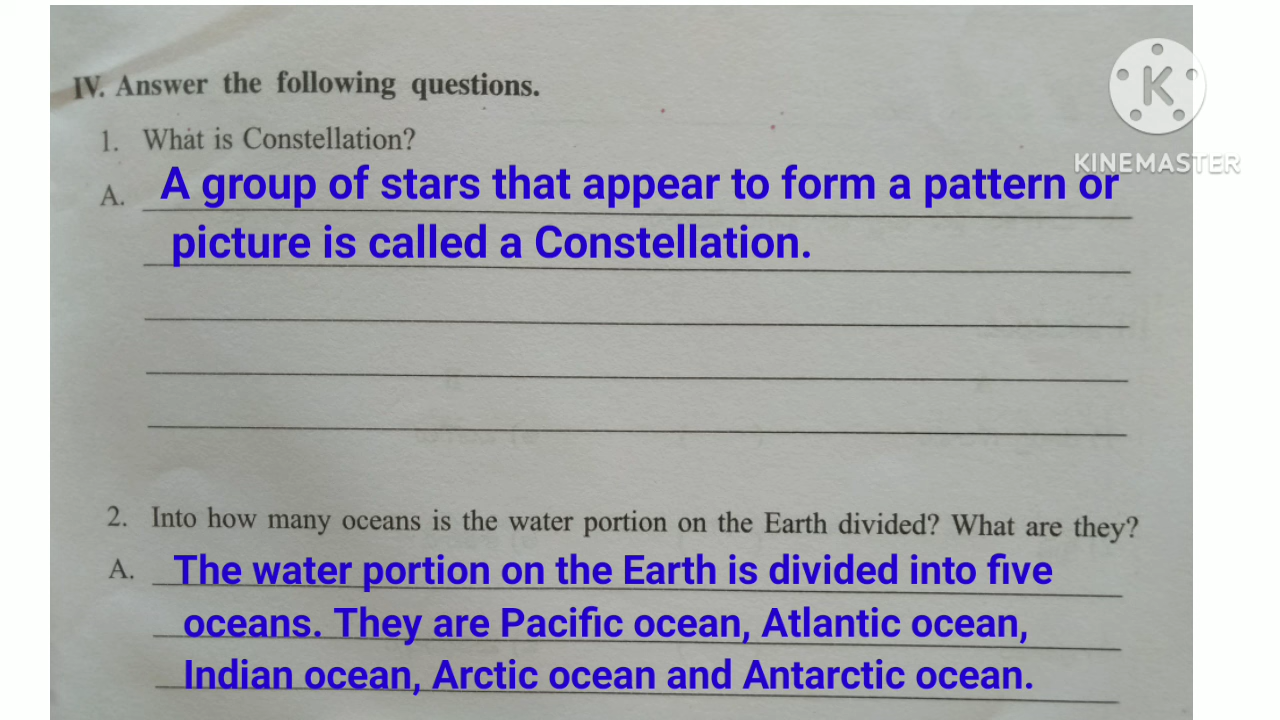 IV. Answer the following questions.
K
KINEMASTER
1. What is Constellation?
A. A group of stars that appear to form a pattern or
picture is called a Constellation.
2. Into how many oceans is the water portion on the Earth divided? What are they?
A. The water portion on the Earth is divided into five
oceans. They are Pacific ocean, Atlantic ocean,
Indian ocean, Arctic ocean and Antarctic ocean.